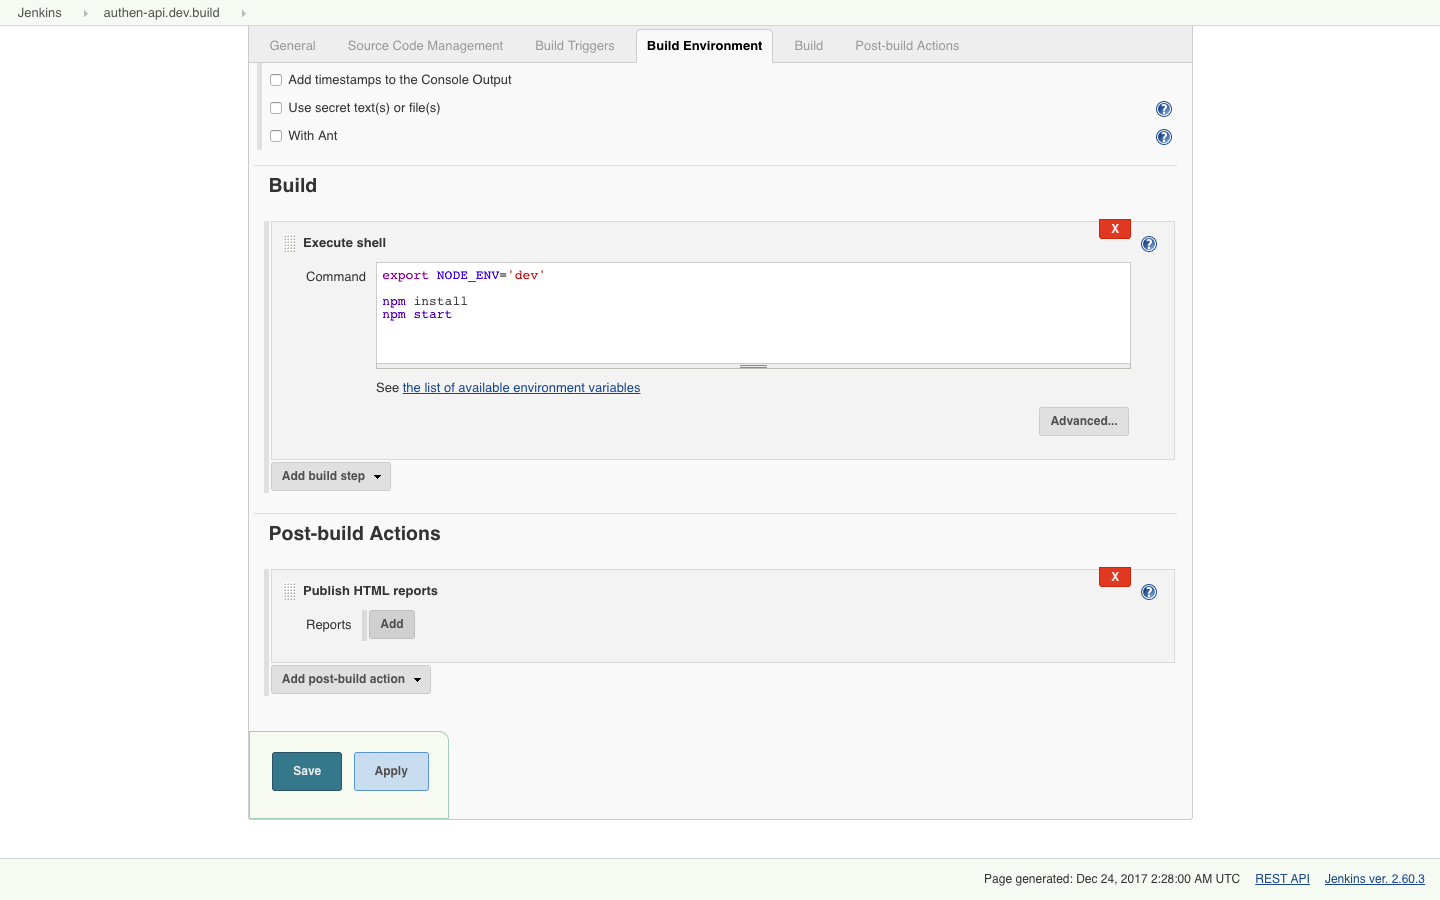 Jenkins authen-api.dev.build
General Source Code Management Build Triggers Build Environment Build Post-build Actions
Add timestamps to the Console Output
Use secret text(s) or file(s)
With Ant
Build
X
Execute shell
Command
export NODE_ENV='dev'
npm install
npm start
See the list of available environment variables
Advanced...
Add build step
Post-build Actions
X
Publish HTML reports
Reports Add
Add post-build action
Save Apply
Page generated: Dec 24, 2017 2:28:00 AM UTC REST API Jenkins ver. 2.60.3